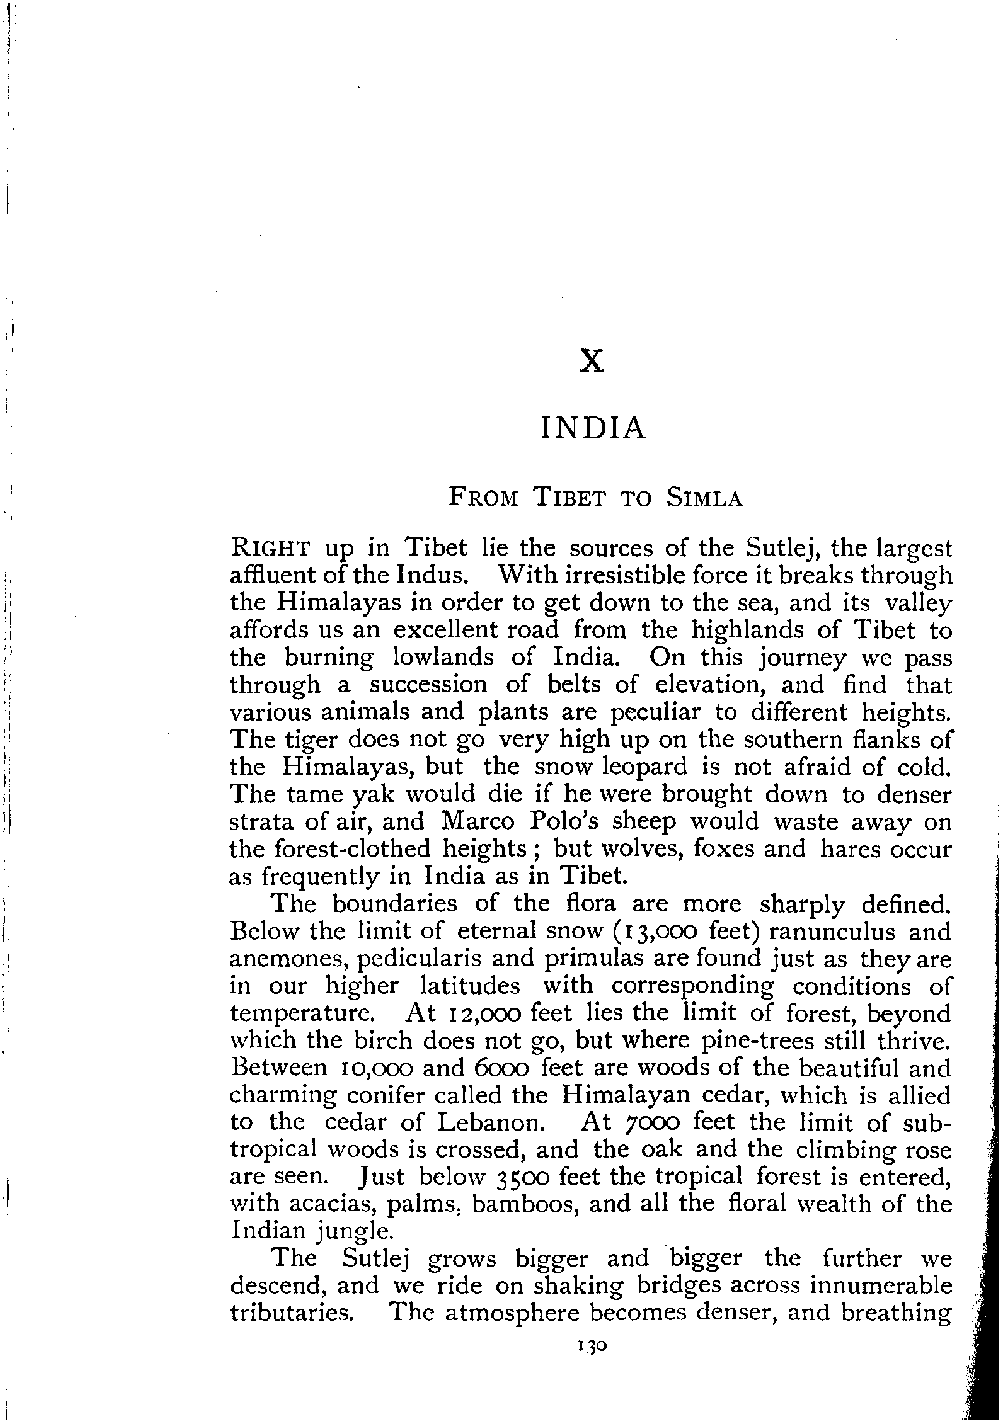 X
INDIA
FROM TIBET TO SIMLA
RIGHT up in Tibet lie the sources of the Sutlej, the largest
affluent of the Indus. With irresistible force it breaks through
the Himalayas in order to get down to the sea, and its valley
affords us an excellent road from the highlands of Tibet to
the burning lowlands of India. On this journey we pass
through a succession of belts of elevation, and find that
various animals and plants are peculiar to different heights.
The tiger does not go very high up on the southern flanks of
the Himalayas, but the snow leopard is not afraid of cold.
The tame yak would die if he were brought down to denser
strata of air, and Marco Polo's sheep would waste away on
the forest-clothed heights; but wolves, foxes and hares occur
as frequently in India as in Tibet.
The boundaries of the flora are more sharply defined.
Below the limit of eternal snow (13,000 feet) ranunculus and
anemones, pedicularis and primulas are found just as they are
in our higher latitudes with corresponding conditions of
temperature. At 12,000 feet lies the limit of forest, beyond
which the birch does not go, but where pine-trees still thrive.
Between 10,000 and 6000 feet are woods of the beautiful and
charming conifer called the Himalayan cedar, which is allied
to the cedar of Lebanon. At 7000 feet the limit of sub-
tropical woods is crossed, and the oak and the climbing rose
are seen. Just below 3500 feet the tropical forest is entered,
with acacias, palms, bamboos, and all the floral wealth of the
Indian jungle.
The Sutlej grows bigger and bigger the further we
descend, and we ride on shaking bridges across innumerable
tributaries. The atmosphere becomes denser, and breathing
130